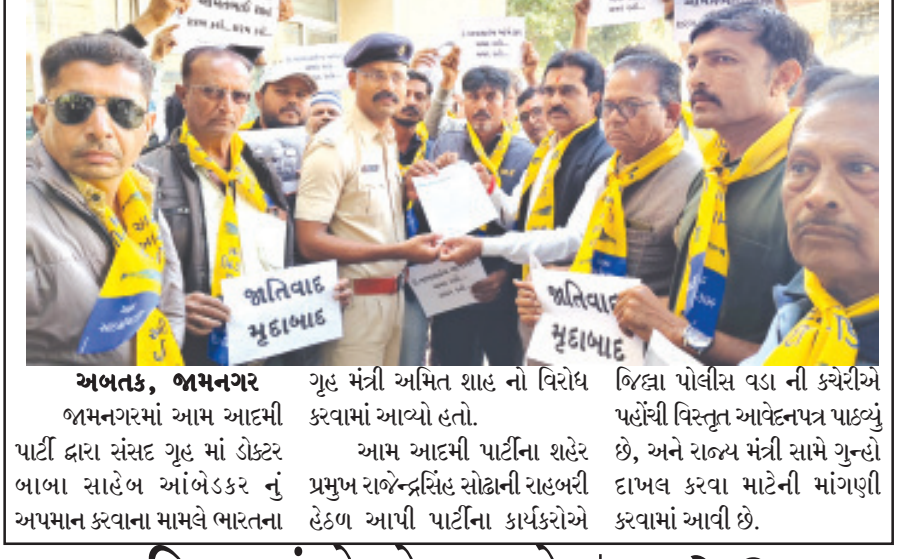 જાતિવાદ
મૃદાબાદ
જાતિવાદ
મૃદાબાદ
અબતક, જામનગર
જામનગરમાં આમ આદમી
પાર્ટી દ્વારા સંસદ ગૃહ માં ડોક્ટર
બાબા સાહેબ આંબેડકર નું
અપમાન કરવાના મામલે ભારતના
ગૃહ મંત્રી અમિત શાહ નો વિરોધ
કરવામાં આવ્યો હતો.
આમ આદમી પાર્ટીના શહેર
પ્રમુખ રાજેન્દ્રસિંહ સોઢાની રાહબરી
હેઠળ આપી પાર્ટીના કાર્યકરોએ
જિલ્લા પોલીસ વડા ની કચેરીએ
પહોંચી વિસ્તૃત આવેદનપત્ર પાઠવ્યું
છે, અને રાજ્ય મંત્રી સામે ગુન્હો
દાખલ કરવા માટેની માંગણી
કરવામાં આવી છે.